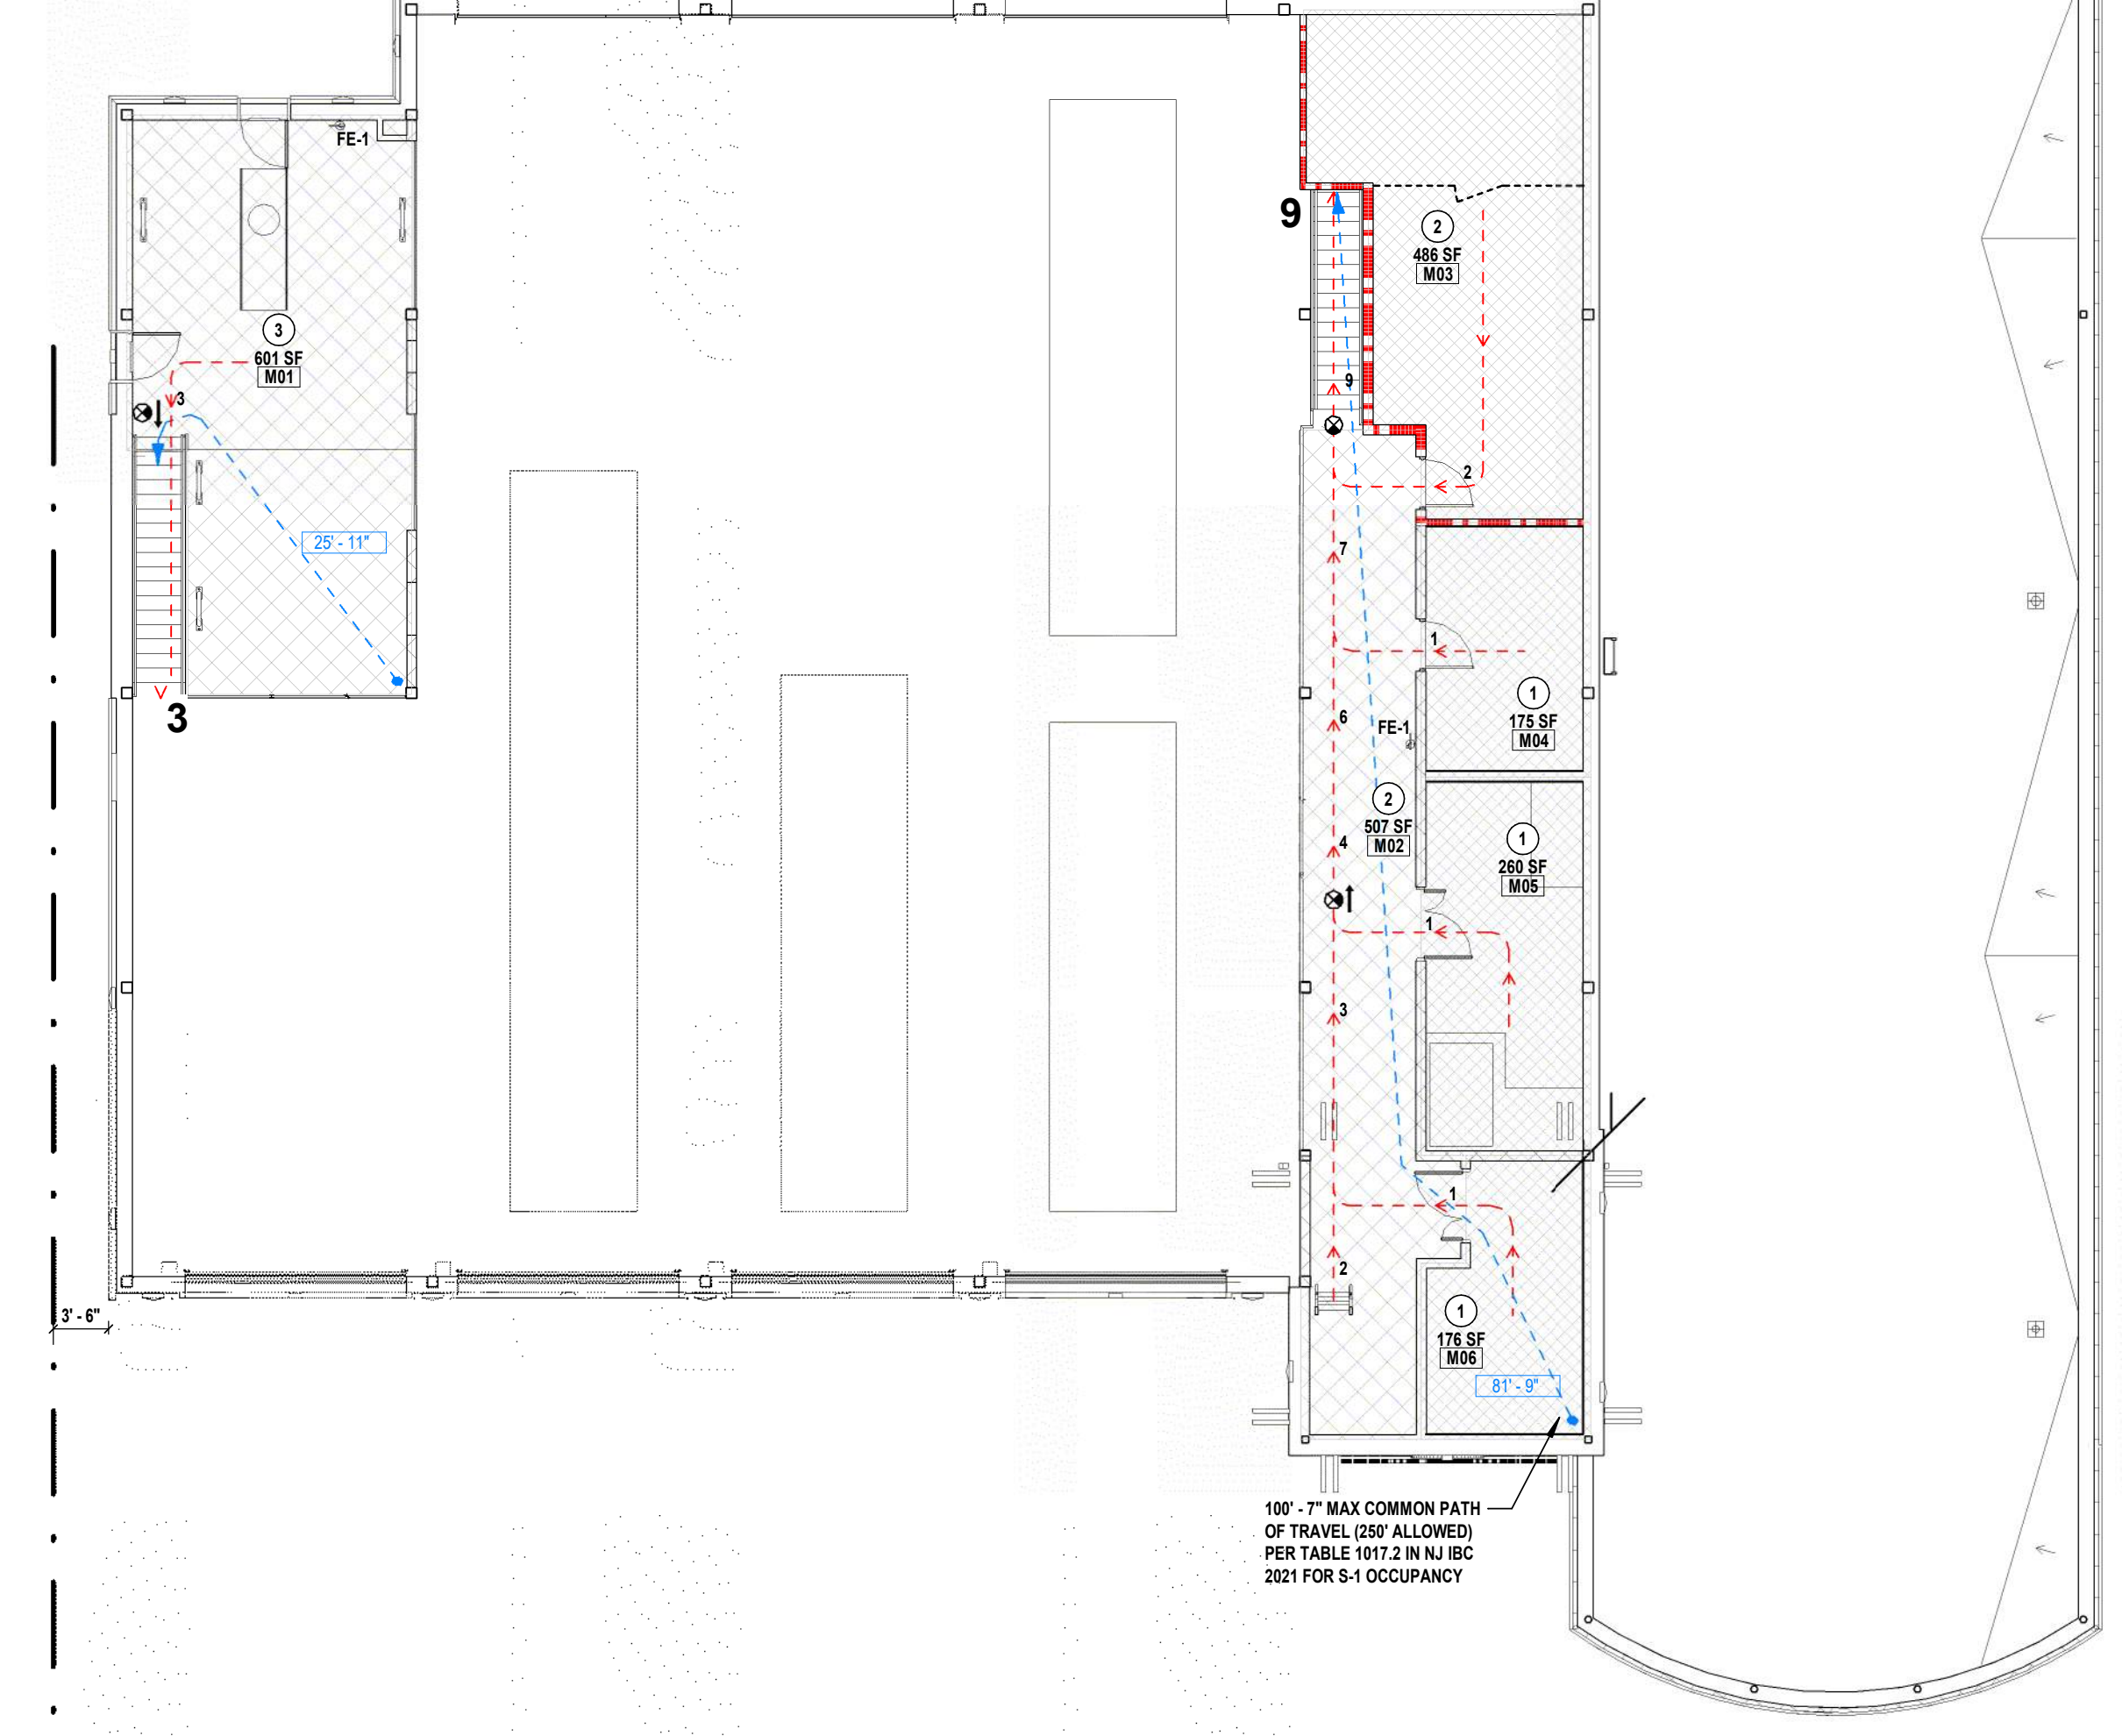 FE-1
3
601 SF
M01
3
25' - 11"
3
3' - 6"
9
2
486 SF
M03
9
2
7
1
1
175 SF
M04
6
FE-1
2
507 SF
M02
4
1
260 SF
M05
1
3
1
2
1
176 SF
M06
81' - 9"
100' - 7" MAX COMMON PATH
OF TRAVEL (250' ALLOWED)
PER TABLE 1017.2 IN NJ IBC
2021 FOR S-1 OCCUPANCY